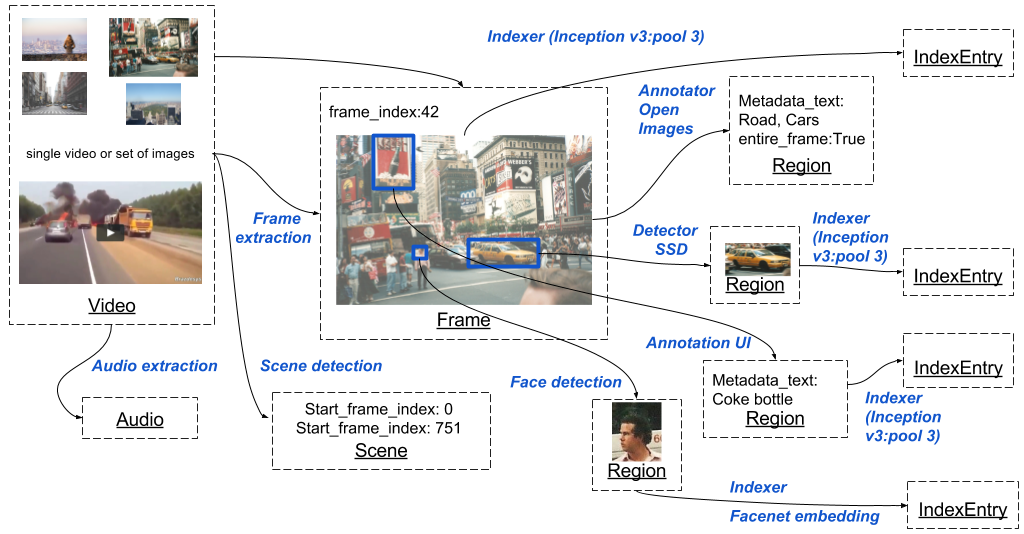 Indexer (Inception v3:pool 3)
IndexEntry
frame_index:42
Annotator
Open
Images
Metadata_text:
Road, Cars
entire_frame:True
Region
single video or set of images
Frame
extraction
Detector
SSD
Region
Indexer
(Inception
v3:pool 3)
IndexEntry
Video
Frame
Audio extraction
Scene detection
Annotation UI
Face detection
Metadata_text:
Coke bottle
Region
IndexEntry
Indexer
(Inception
v3:pool 3)
Audio
Start_frame_index: 0
Start_frame_index: 751
Scene
Region
Indexer
Facenet embedding
IndexEntry